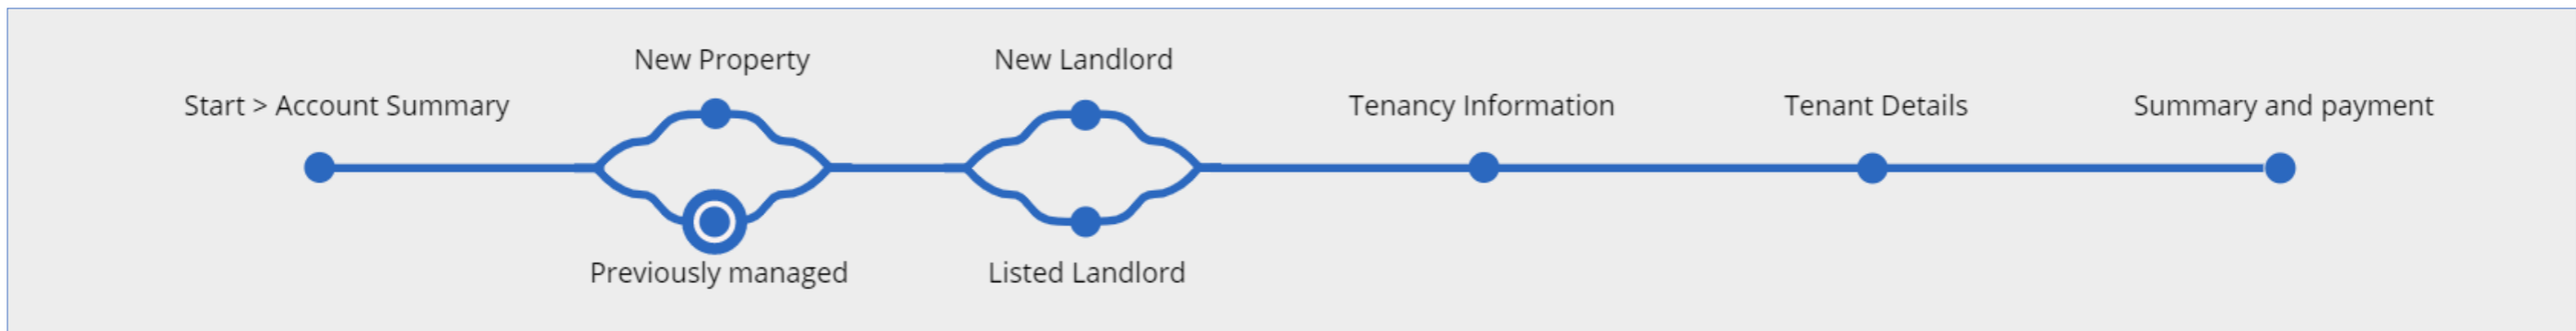 Start > Account Summary
New Property
Previously managed
New Landlord
Listed Landlord
Tenancy Information
Tenant Details
Summary and payment